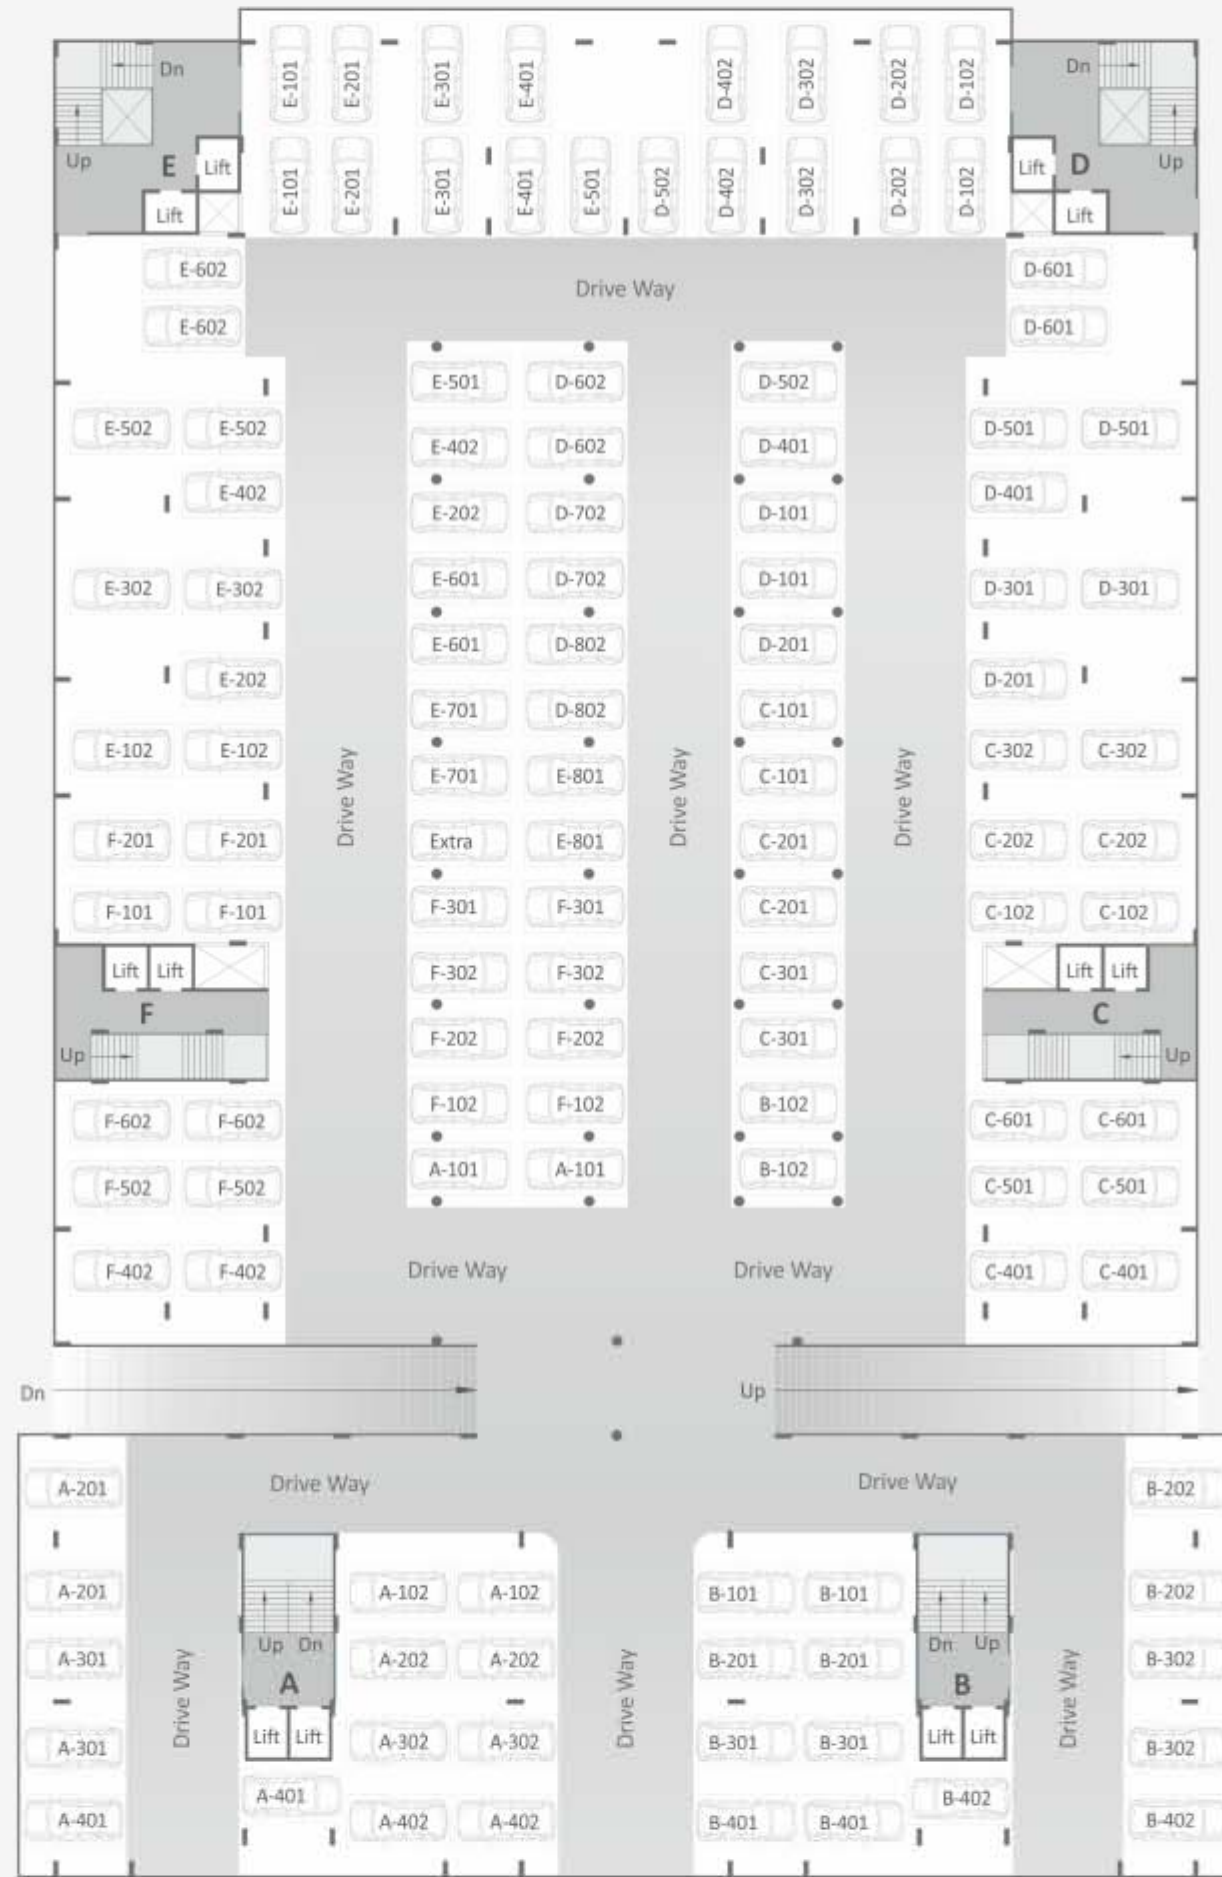 E-101 E-201 E-301 E-401 D-402 D-302 D-202 D-102
Dn Dn
Up E Lift Lift D Up
E-101 E-201 E-301 E-401 E-501 D-502 D-402 D-302 D-202 D-102
Lift Lift
E-602 D-601
Drive Way
E-602 D-601
E-501 D-602 D-502
E-502 E-502 D-501 D-501
E-402 D-602 D-401
E-402 D-401
E-202 D-702 D-101
E-601 D-702 D-101
E-302 E-302 D-301 D-301
E-601 D-802 D-201
E-202 D-201
E-701 D-802 C-101
E-102 E-102 C-302 C-302
E-701 E-801 C-101
Drive Way Drive Way Drive Way
F-201 F-201 Extra E-801 C-201 C-202 C-202
F-101 F-101 F-301 F-301 C-201 C-102 C-102
Lift Lift F-302 F-302 C-301 Lift Lift
F C
F-202 F-202 C-301
Up Up
F-102 F-102 B-102
F-602 F-602 C-601 C-601
A-101 A-101 B-102
F-502 F-502 C-501 C-501
F-402 F-402 Drive Way Drive Way C-401 C-401
Dn Up
A-201 Drive Way Drive Way B-202
A-201 A-102 A-102 B-101 B-101 B-202
Up Dn Dn Up
A-301 A-202 A-202 B-201 B-201 B-302
A B
Drive Way Drive Way Drive Way
Lift Lift Lift Lift
A-301 A-302 A-302 B-301 B-301 B-302
A-401 B-402
A-401 A-402 A-402 B-401 B-401 B-402